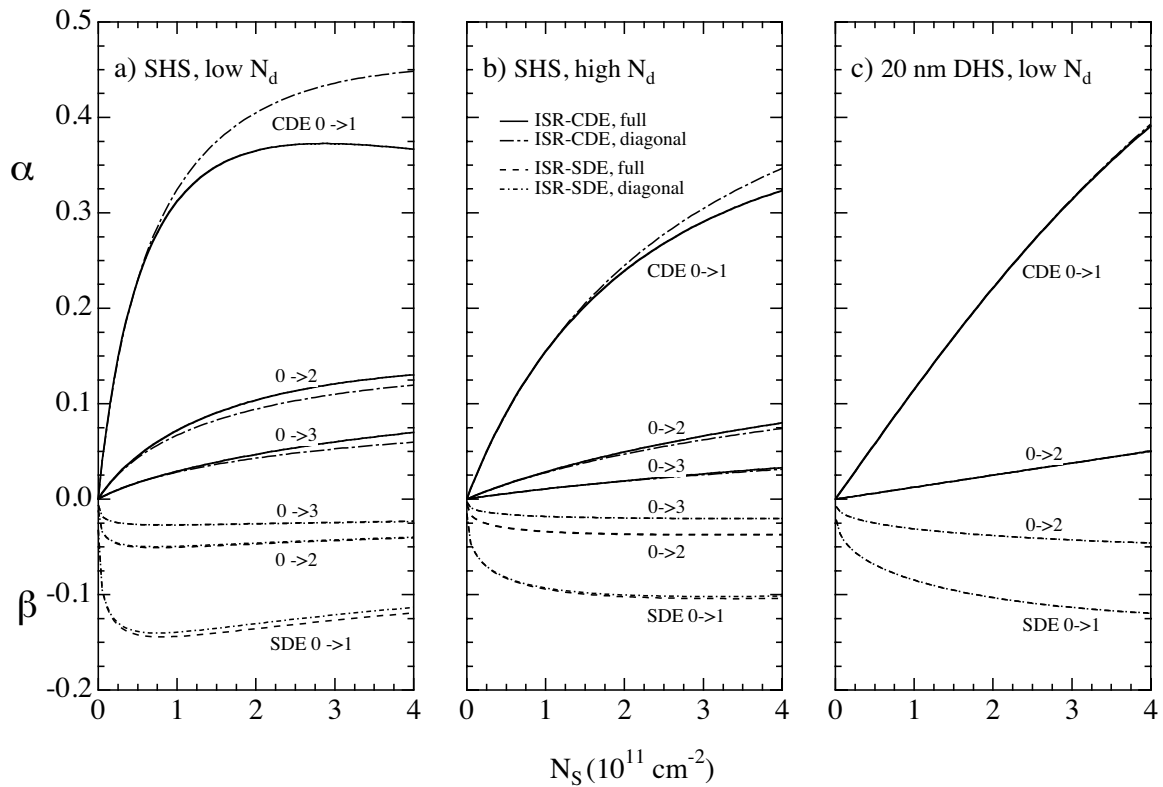 0.5
0.4
0.3
0.2
0.1
0.0
-0.1
-0.2
α
β
a) SHS, low N_d
CDE 0 ->1
0 ->2
0 ->3
0 ->3
0 ->2
SDE 0 ->1
0 1 2 3 4
b) SHS, high N_d
ISR-CDE, full
ISR-CDE, diagonal
ISR-SDE, full
ISR-SDE, diagonal
CDE 0->1
0->2
0->3
0->3
0->2
SDE 0->1
0 1 2 3 4
c) 20 nm DHS, low N_d
CDE 0->1
0->2
0->2
SDE 0->1
0 1 2 3 4
N_S (10^11 cm^-2)